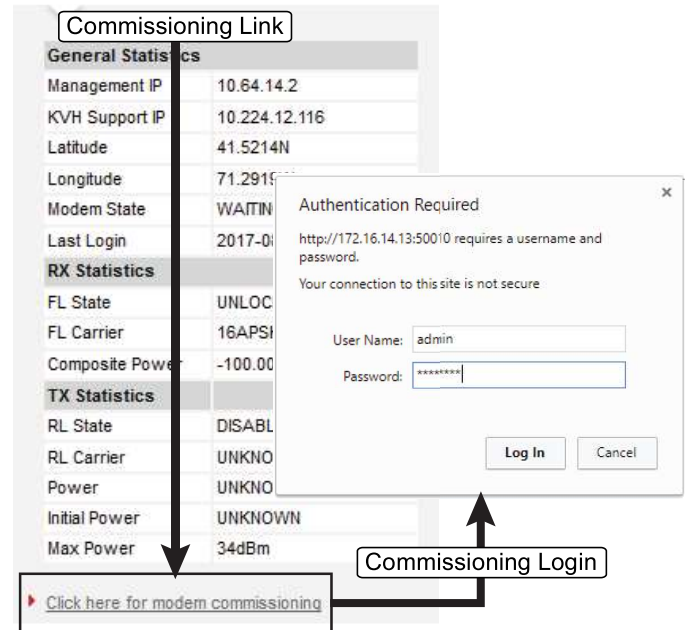 Commissioning Link
General Statistics
Management IP 10.64.14.2
KVH Support IP 10.224.12.116
Latitude 41.5214N
Longitude
Modem State
Last Login
RX Statistics
FL State
FL Carrier
Composite Power
TX Statistics
RL State
RL Carrier
Power
Initial Power UNKNOWN
Max Power 34dBm
Click here for modem commissioning
Authentication Required
×
http://172.16.14.13:50010 requires a username and
password.
Your connection to this site is not secure
User Name: admin
Password: ********
Log In Cancel
Commissioning Login